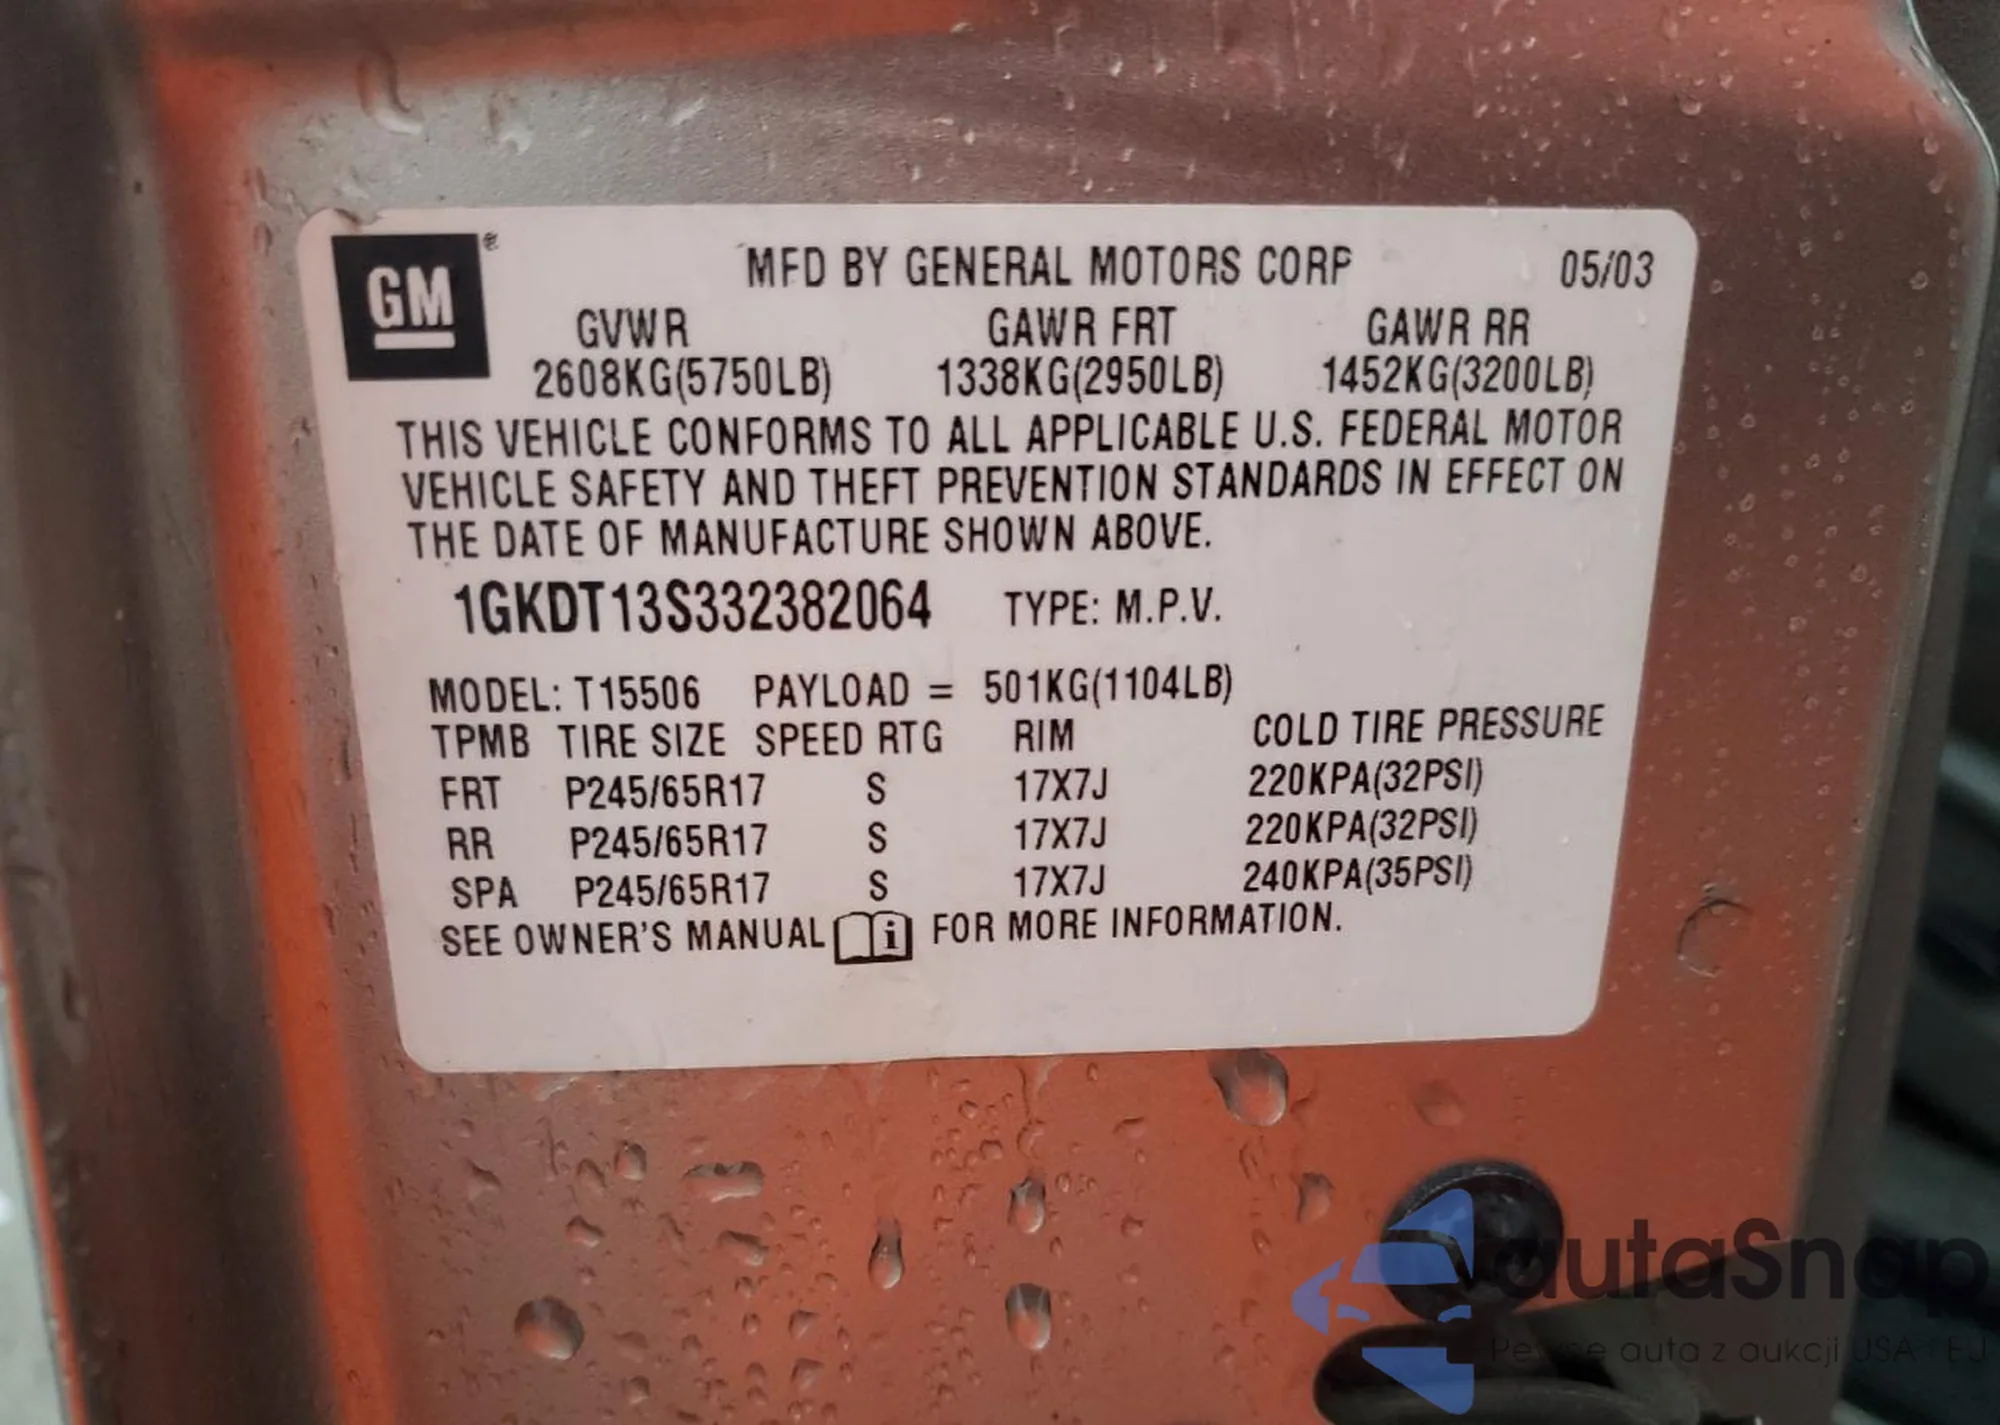 GM ®
MFD BY GENERAL MOTORS CORP 05/03
GVWR GAWR FRT GAWR RR
2608KG(5750LB) 1338KG(2950LB) 1452KG(3200LB)
THIS VEHICLE CONFORMS TO ALL APPLICABLE U.S. FEDERAL MOTOR
VEHICLE SAFETY AND THEFT PREVENTION STANDARDS IN EFFECT ON
THE DATE OF MANUFACTURE SHOWN ABOVE.
1GKDT13S332382064 TYPE: M.P.V.
MODEL: T15506 PAYLOAD = 501KG(1104LB)
TPMB TIRE SIZE SPEED RTG RIM COLD TIRE PRESSURE
FRT P245/65R17 S 17X7J 220KPA(32PSI)
RR P245/65R17 S 17X7J 220KPA(32PSI)
SPA P245/65R17 S 17X7J 240KPA(35PSI)
SEE OWNER'S MANUAL i FOR MORE INFORMATION.
autaSnap
auta z aukcji USA